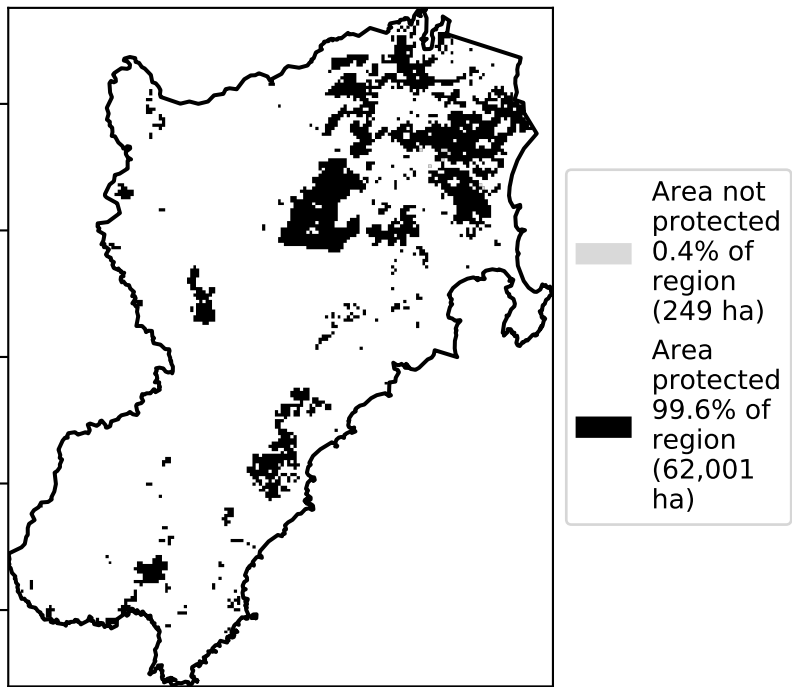 Area not
protected
0.4% of
region
(249 ha)
Area
protected
99.6% of
region
(62,001
ha)